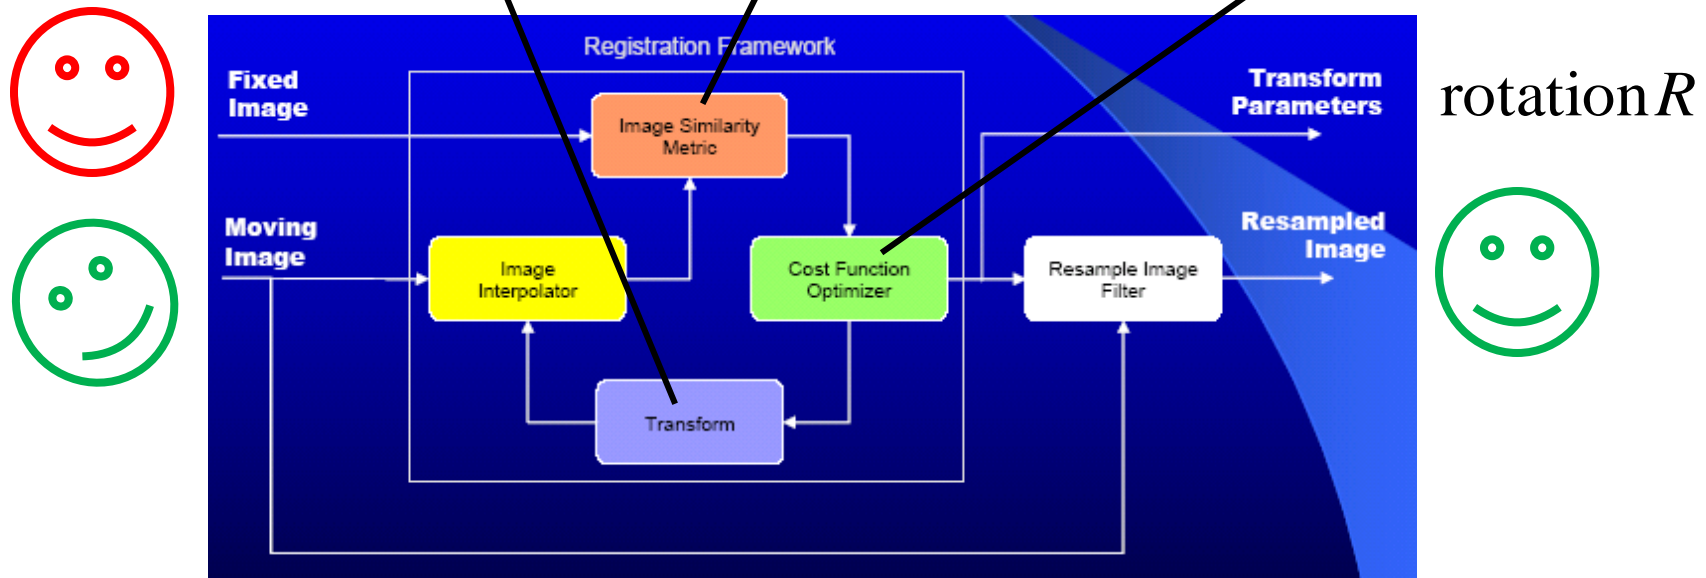 Registration Framework
Fixed
Image
Image Similarity
Metric
Transform
Parameters
rotation R
Moving
Image
Image
Interpolator
Cost Function
Optimizer
Resample Image
Filter
Resampled
Image
Transform